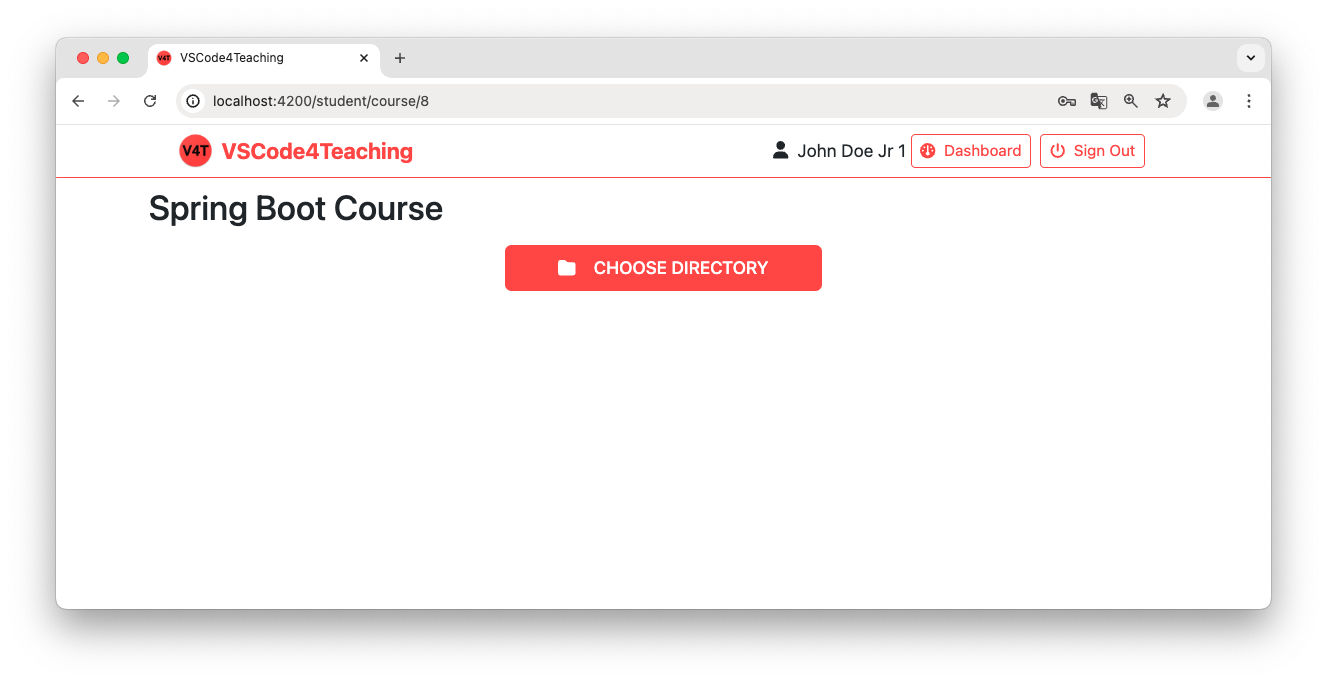 V4T VSCode4Teaching
localhost:4200/student/course/8
V4T VSCode4Teaching John Doe Jr 1 Dashboard Sign Out
Spring Boot Course
CHOOSE DIRECTORY